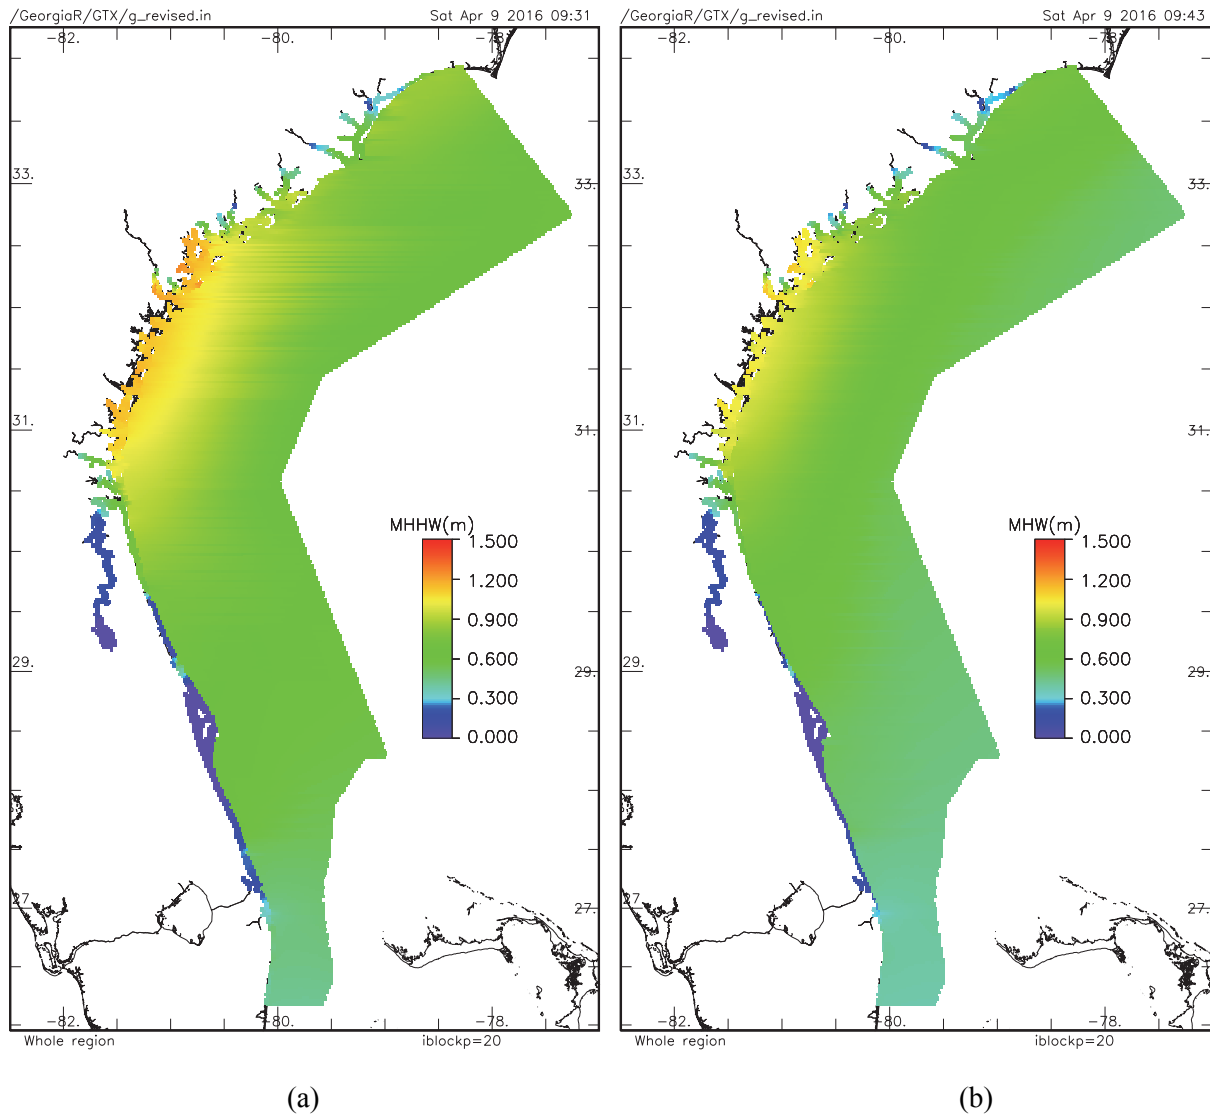 /GeorgiaR/GTX/g_revised.in Sat Apr 9 2016 09:31
-82. -80. -78.
33. 33.
31. 31.
MHHW(m)
1.500
1.200
0.900
0.600
0.300
0.000
29. 29.
27. 27.
-82. -80. -78.
Whole region iblockp=20
(a)
/GeorgiaR/GTX/g_revised.in Sat Apr 9 2016 09:43
-82. -80. -78.
33. 33.
31. 31.
MHW(m)
1.500
1.200
0.900
0.600
0.300
0.000
29. 29.
27. 27.
-82. -80. -78.
Whole region iblockp=20
(b)